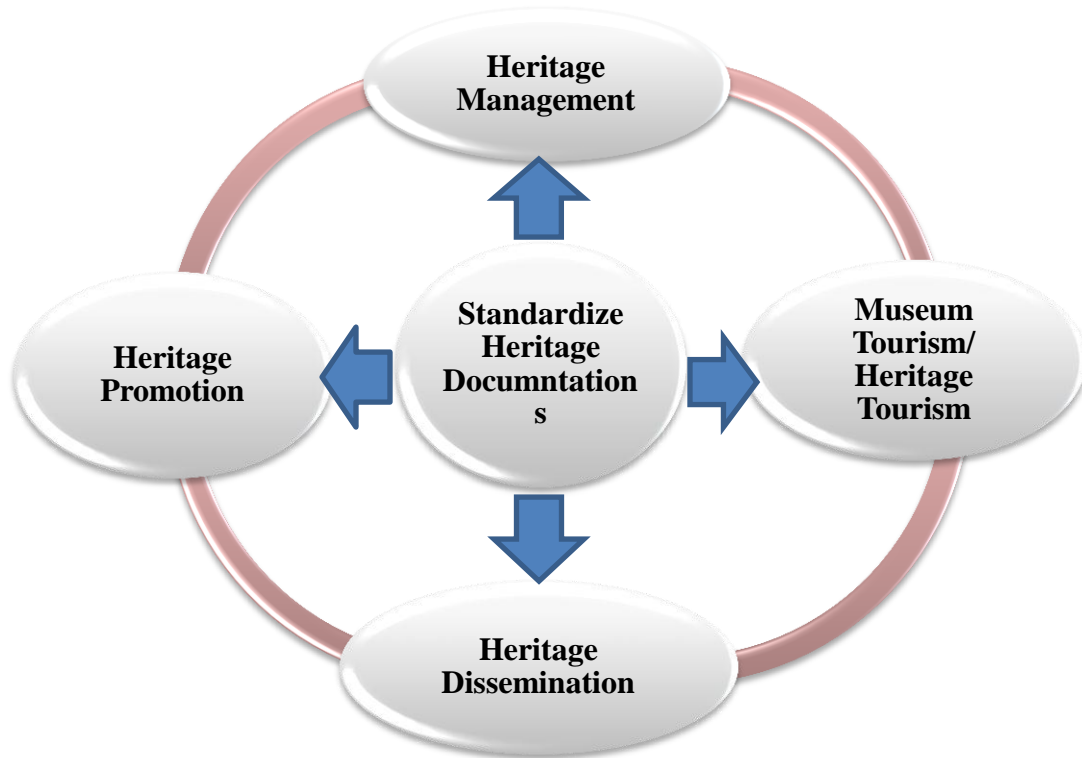 Heritage
Management
Heritage
Promotion
Standardize
Heritage
Documntation
s
Museum
Tourism/
Heritage
Tourism
Heritage
Dissemination